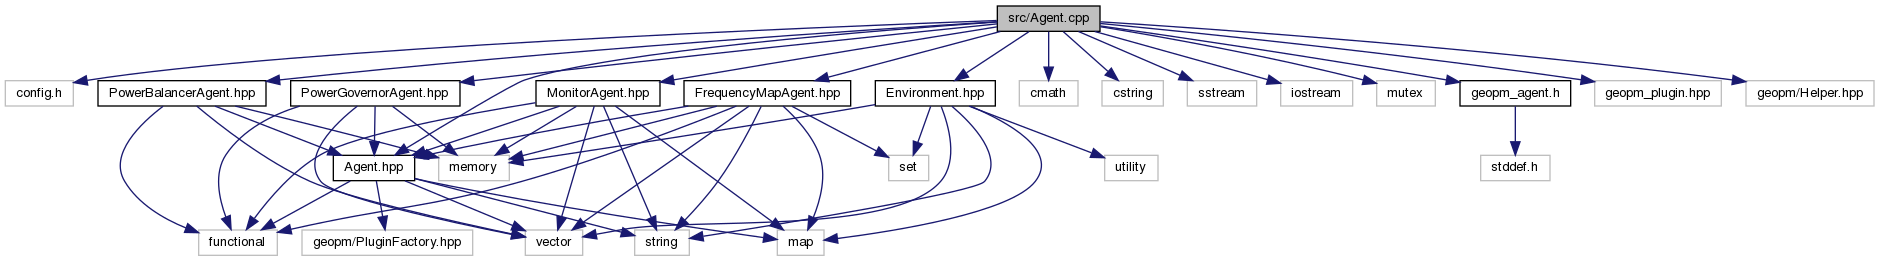 src/Agent.cpp
config.h
PowerBalancerAgent.hpp
PowerGovernorAgent.hpp
MonitorAgent.hpp
FrequencyMapAgent.hpp
Environment.hpp
cmath
cstring
sstream
iostream
mutex
geopm_agent.h
geopm_plugin.hpp
geopm/Helper.hpp
Agent.hpp
memory
set
utility
stddef.h
functional
geopm/PluginFactory.hpp
vector
string
map